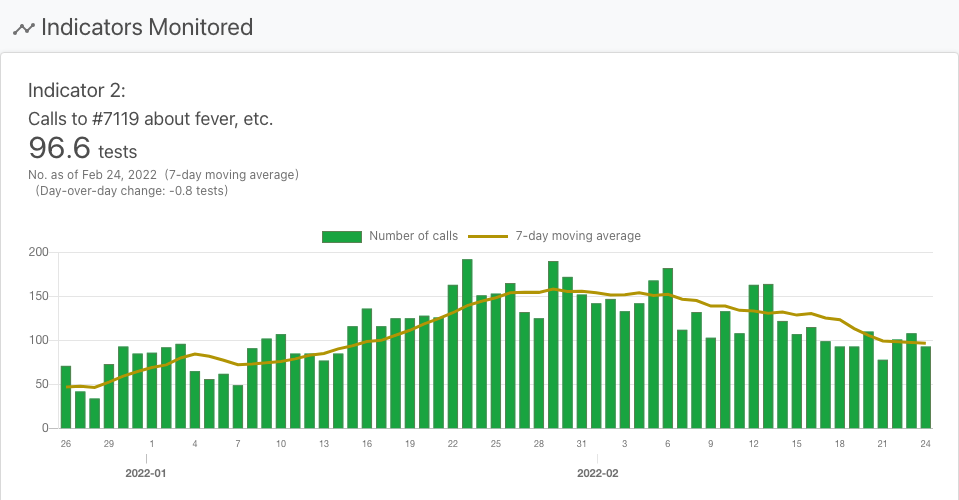 Indicators Monitored
Indicator 2:
Calls to #7119 about fever, etc.
96.6 tests
No. as of Feb 24, 2022 (7-day moving average)
(Day-over-day change: -0.8 tests)
Number of calls 7-day moving average
200
150
100
50
0
26 29 1 4 7 10 13 16 19 22 25 28 31 3 6 9 12 15 18 21 24
2022-01 2022-02